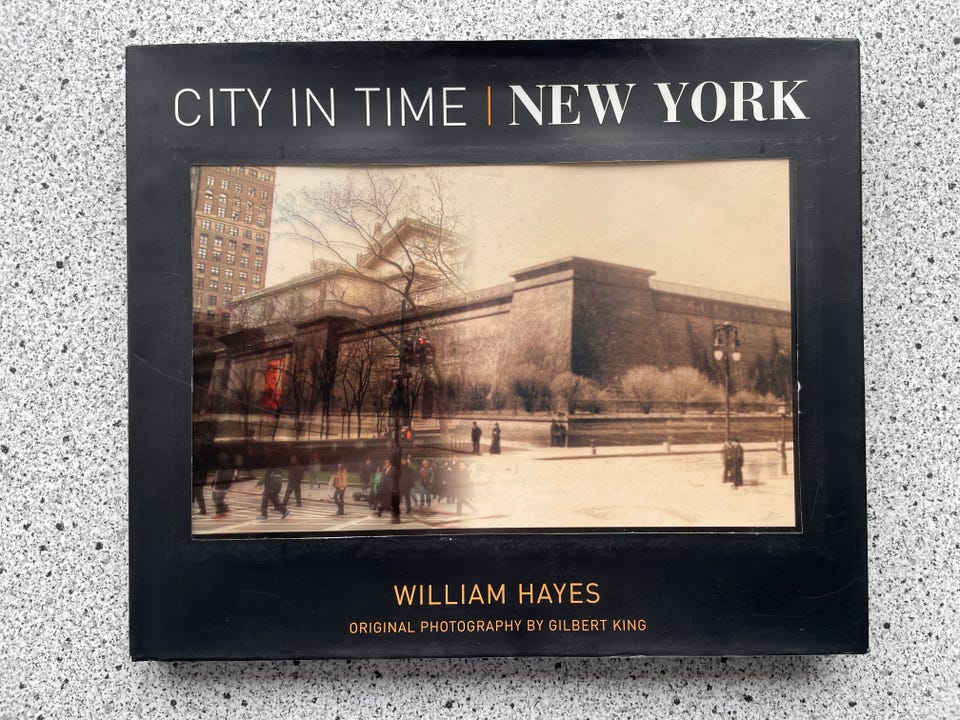 CITY IN TIME | NEW YORK
WILLIAM HAYES
ORIGINAL PHOTOGRAPHY BY GILBERT KING